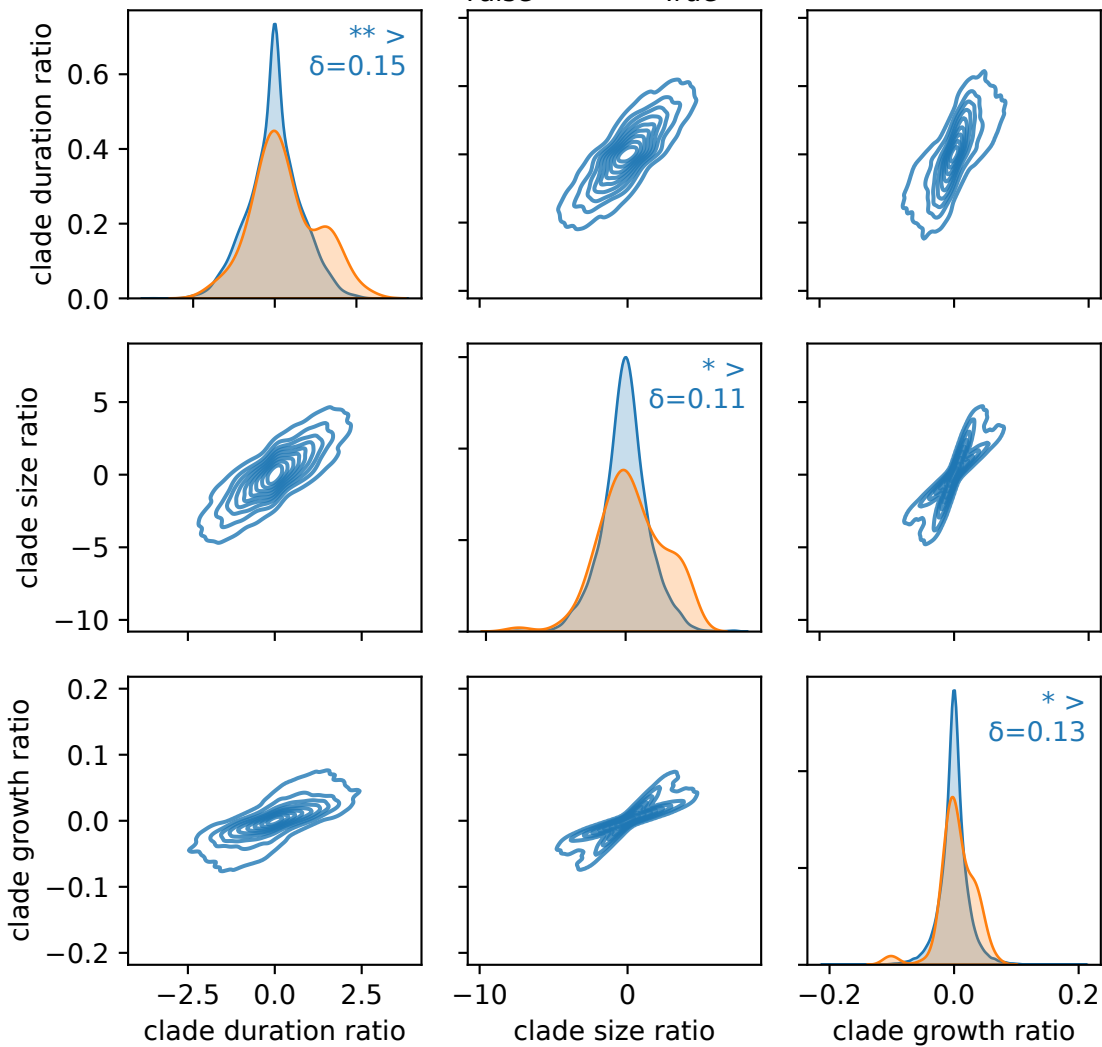 clade duration ratio
0.6
0.4
0.2
0.0
** >
δ=0.15
clade size ratio
5
0
−5
−10
* >
δ=0.11
clade growth ratio
0.2
0.1
0.0
−0.1
−0.2
* >
δ=0.13
−2.5 0.0 2.5
−10 0
−0.2 0.0 0.2
clade duration ratio
clade size ratio
clade growth ratio